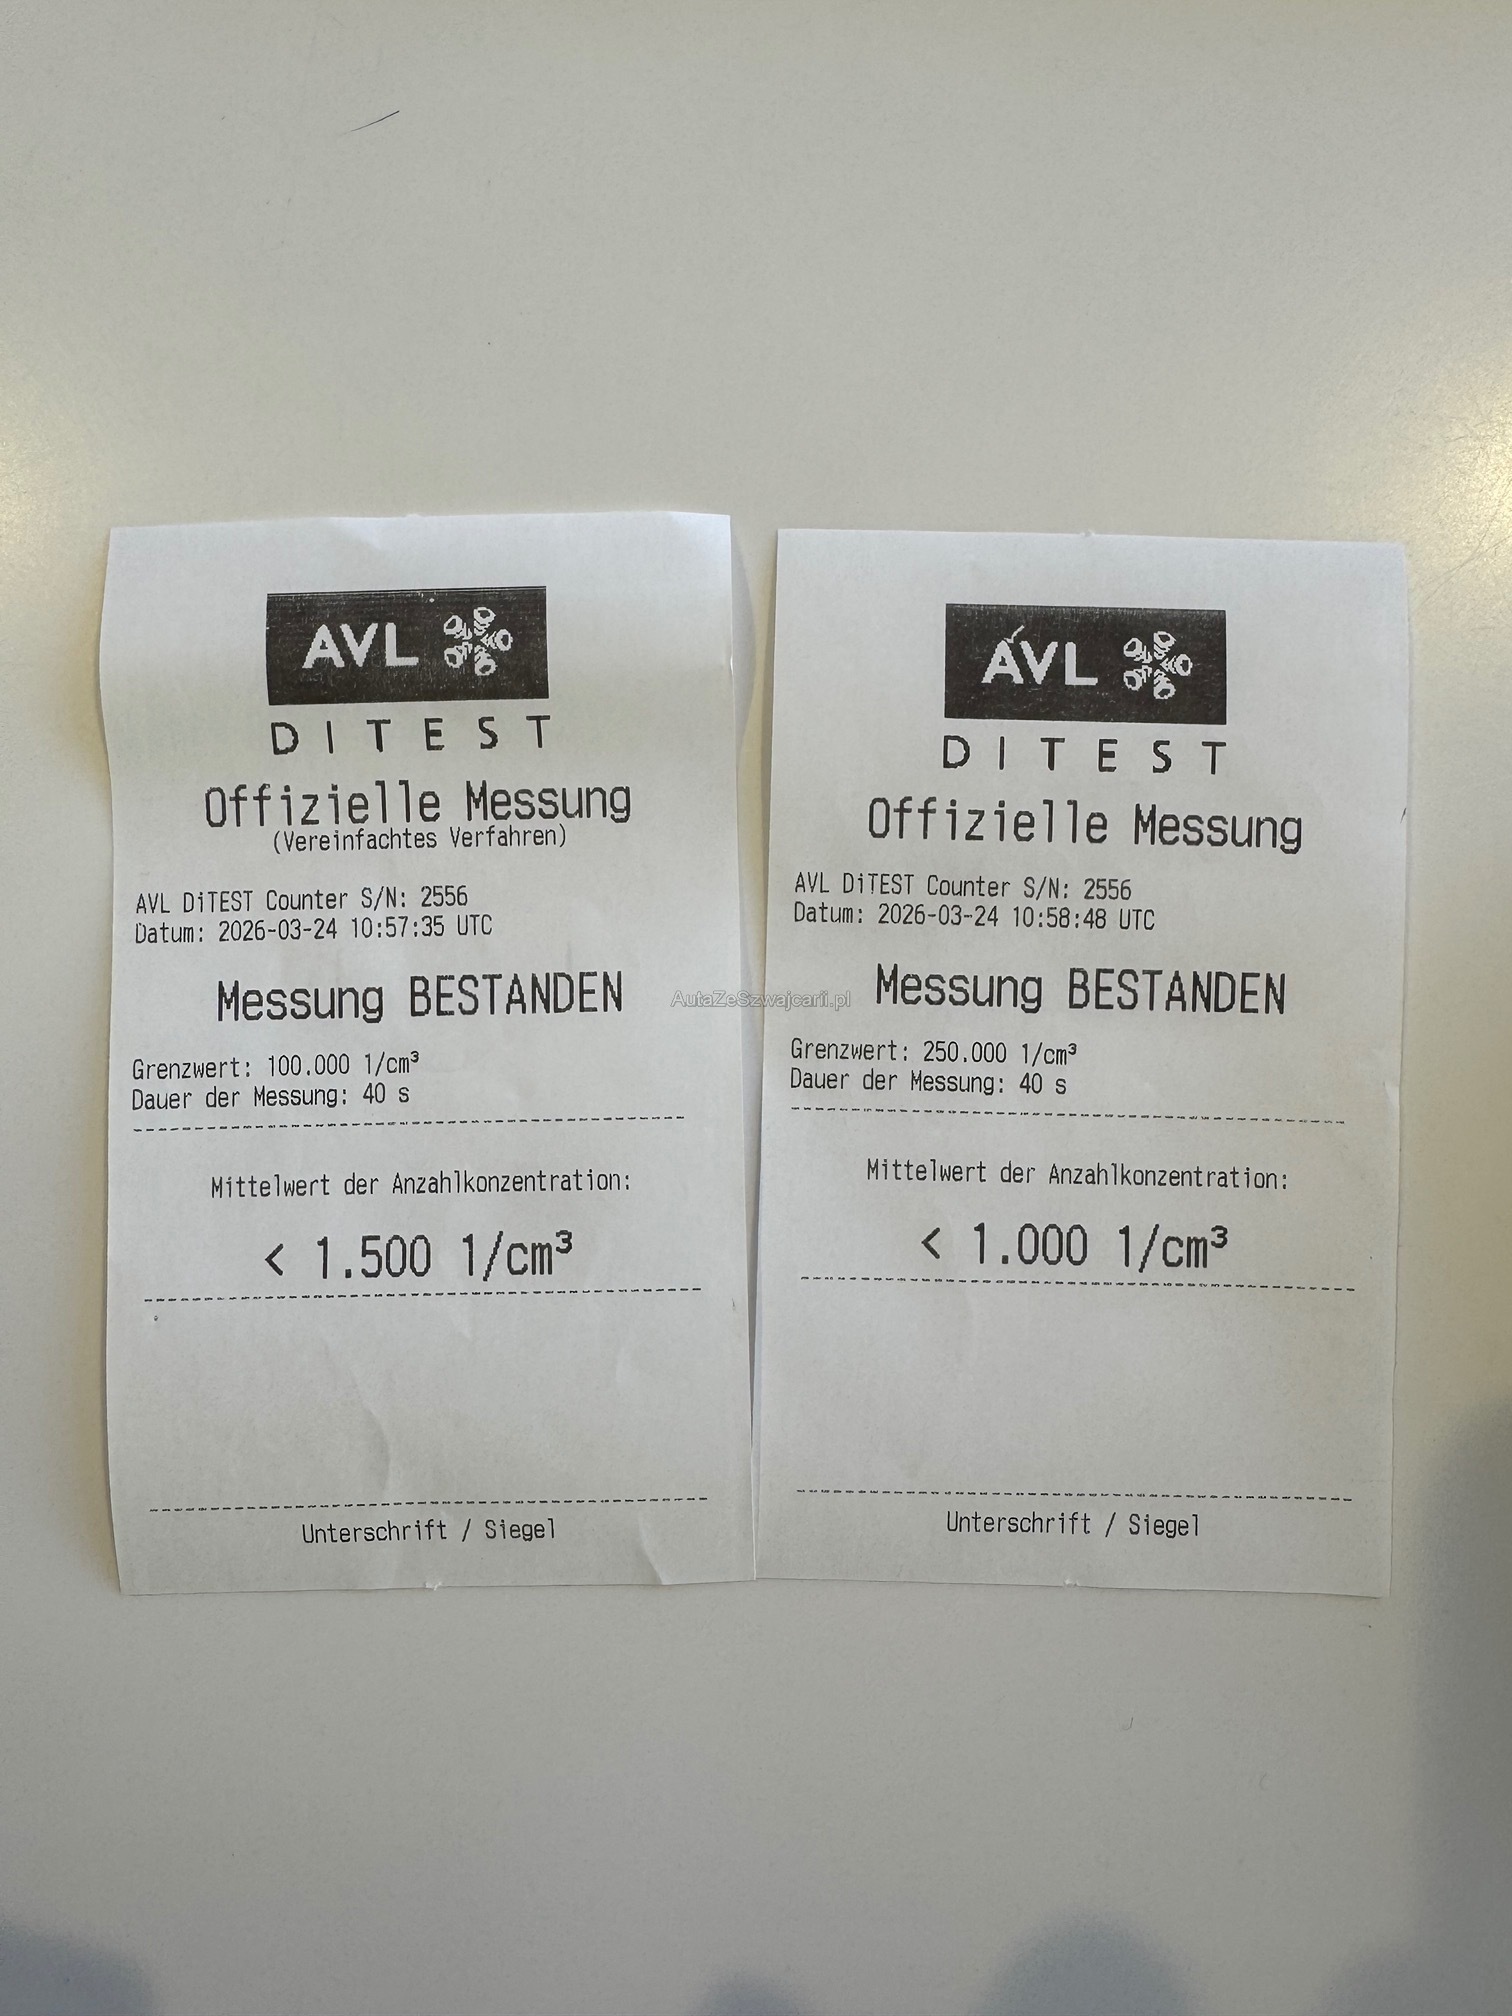 AVL
DITEST
Offizielle Messung
(Vereinfachtes Verfahren)
AVL DiTEST Counter S/N: 2556
Datum: 2026-03-24 10:57:35 UTC
Messung BESTANDEN
Grenzwert: 100.000 1/cm³
Dauer der Messung: 40 s
Mittelwert der Anzahlkonzentration:
< 1.500 1/cm³
Unterschrift / Siegel
AVL
DITEST
Offizielle Messung
AVL DiTEST Counter S/N: 2556
Datum: 2026-03-24 10:58:48 UTC
Messung BESTANDEN
Grenzwert: 250.000 1/cm³
Dauer der Messung: 40 s
Mittelwert der Anzahlkonzentration:
< 1.000 1/cm³
Unterschrift / Siegel
AutaZeSzwajcarii.pl